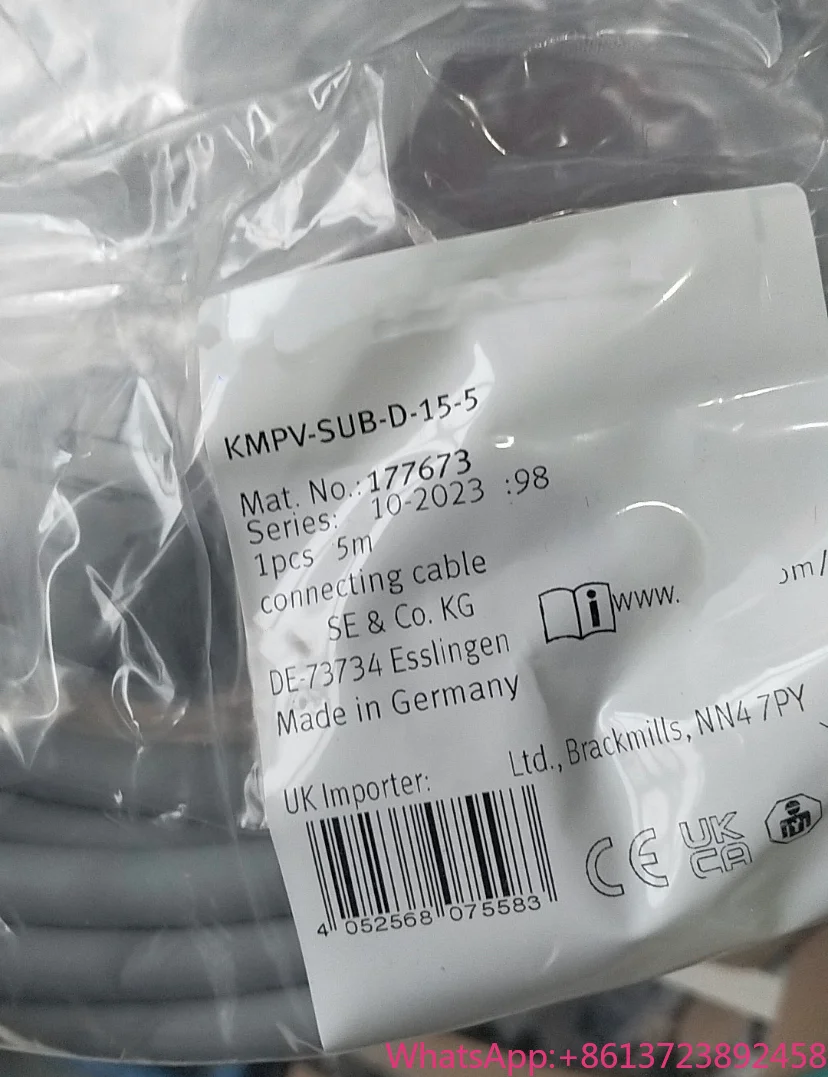 KMPV-SUB-D-15-5
Mat. No.: 177673
Series: 10-2023 :98
1pcs 5m
connecting cable
SE & Co. KG
www. om/
DE-73734 Esslingen
Made in Germany
UK Importer: Ltd., Brackmills, NN4 7PY
CE UK CA
4 052568 075583
WhatsApp:+8613723892458